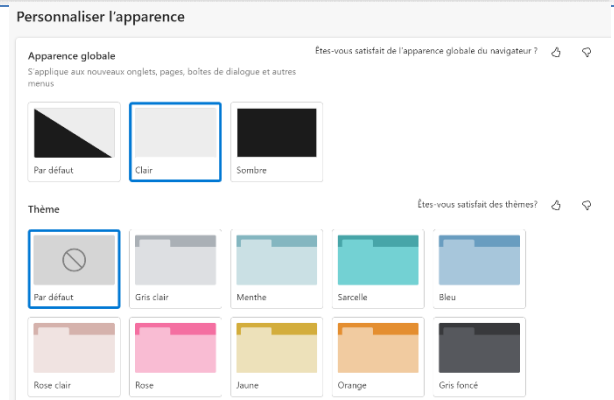 Personnaliser l'apparence
Apparence globale
Êtes-vous satisfait de l'apparence globale du navigateur ?
S'applique aux nouveaux onglets, pages, boîtes de dialogue et autres
menus
Par défaut
Clair
Sombre
Thème
Êtes-vous satisfait des thèmes?
Par défaut
Gris clair
Menthe
Sarcelle
Bleu
Rose clair
Rose
Jaune
Orange
Gris foncé